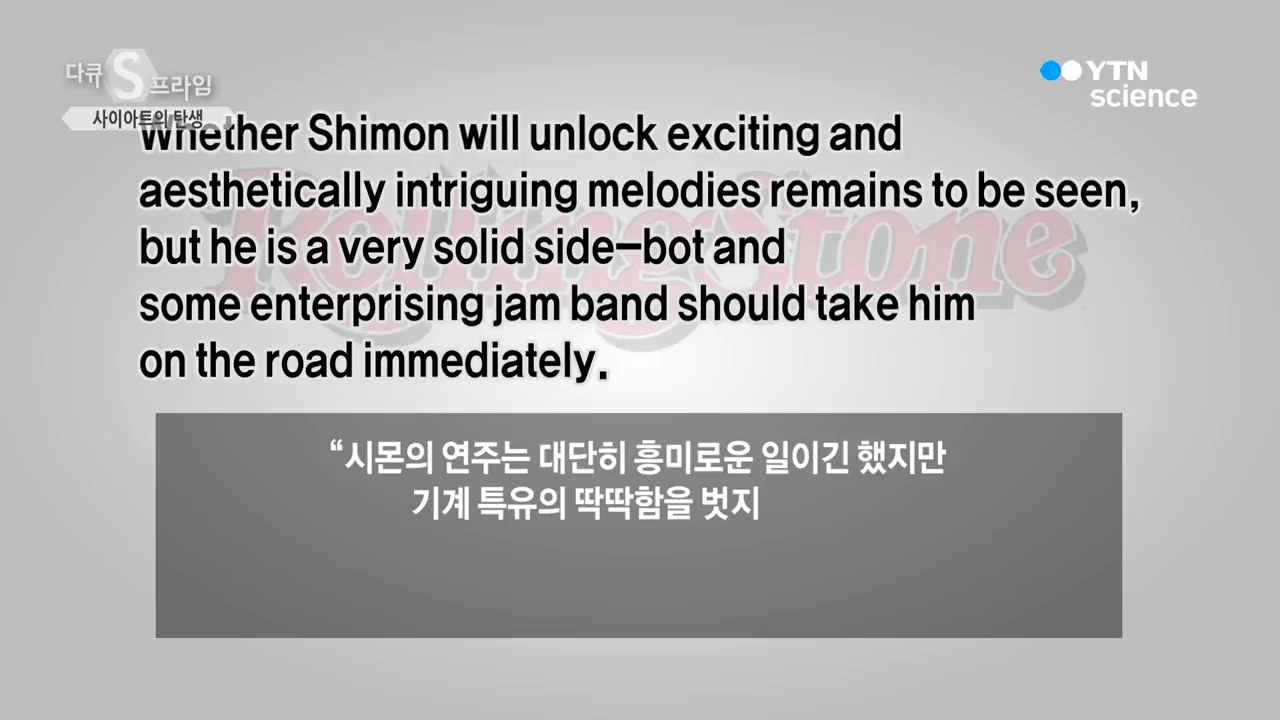 다큐 S 프라임
사이아트의 탄생
YTN
science
Whether Shimon will unlock exciting and
aesthetically intriguing melodies remains to be seen,
but he is a very solid side-bot and
some enterprising jam band should take him
on the road immediately.
Rolling Stone
“시몬의 연주는 대단히 흥미로운 일이긴 했지만
기계 특유의 딱딱함을 벗지